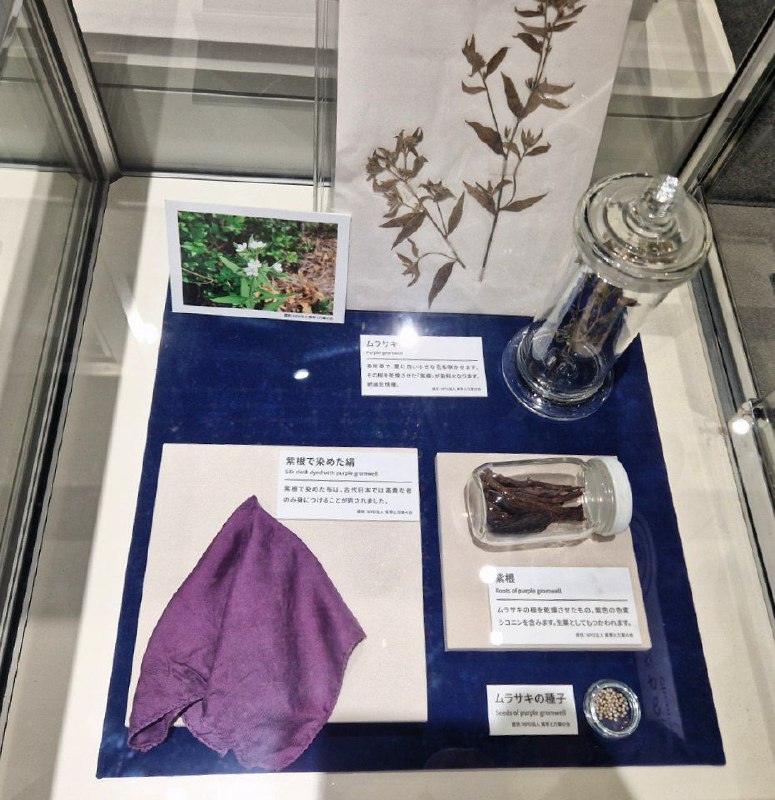 ムラサキ
Purple gromwell
多年草で、夏に白い小さな花を咲かせます。
その根を乾燥させた「紫根」が染料となります。
絶滅危惧種。
紫根で染めた絹
Silk cloth dyed with purple gromwell
紫根で染めた布は、古代日本では高貴な者
のみ身につけることが許されました。
紫根
Roots of purple gromwell
ムラサキの根を乾燥させたもの。紫色の色素
シコニンを含みます。生薬としてもつかわれます。
ムラサキの種子
Seeds of purple gromwell